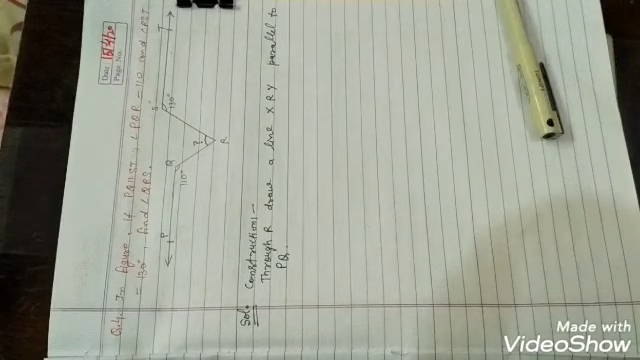 Date 15/4/20
Page No.
Q.4. In figure, if PQ||ST, ∠PQR = 110 and ∠RST
= 130°, find ∠QRS.
P Q 110° ? R S 130° T
Sol. Construction:-
Through R draw a line XRY parallel to
PQ.
Made with
VideoShow